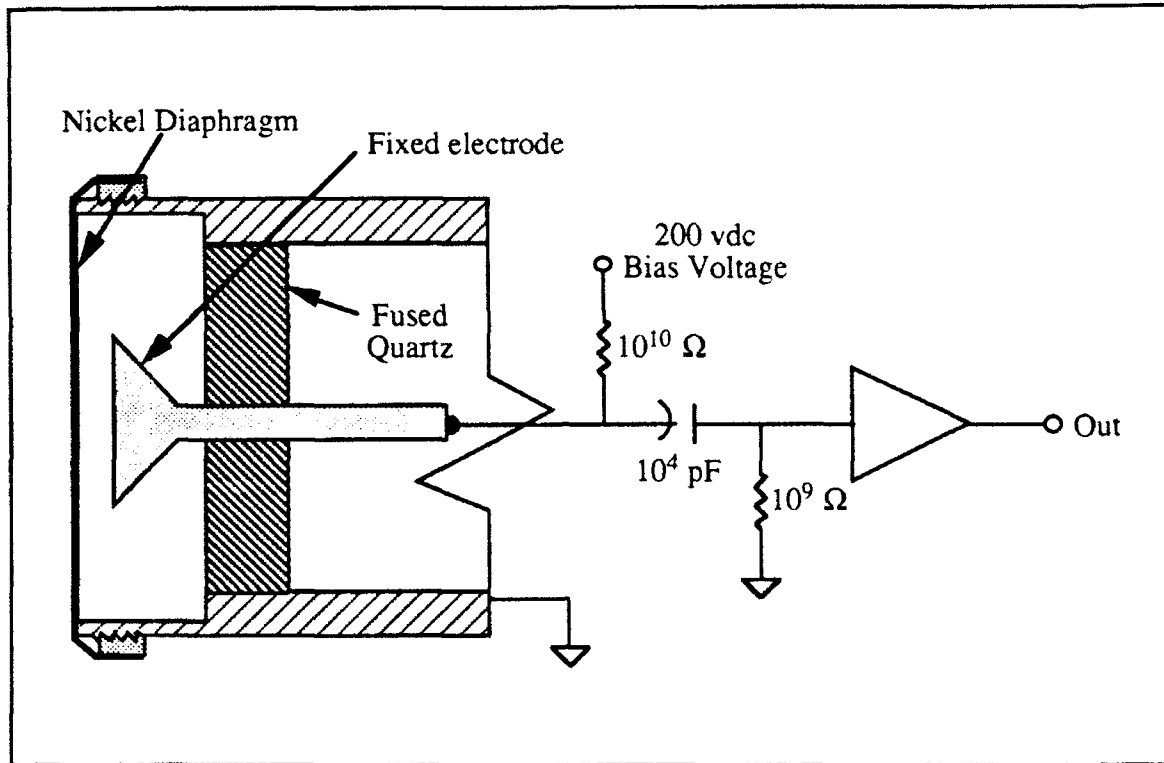 Nickel Diaphragm
Fixed electrode
200 vdc
Bias Voltage
Fused
Quartz
10¹⁰ Ω
10⁴ pF
10⁹ Ω
Out